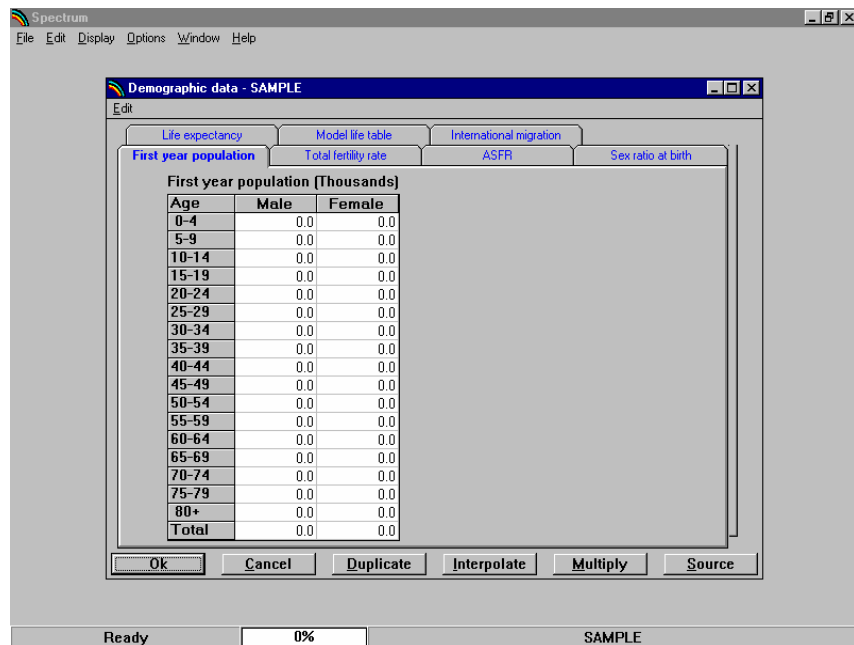 Spectrum
File Edit Display Options Window Help
Demographic data - SAMPLE
Edit
Life expectancy Model life table International migration
First year population Total fertility rate ASFR Sex ratio at birth
First year population (Thousands)
Age Male Female
0-4 0.0 0.0
5-9 0.0 0.0
10-14 0.0 0.0
15-19 0.0 0.0
20-24 0.0 0.0
25-29 0.0 0.0
30-34 0.0 0.0
35-39 0.0 0.0
40-44 0.0 0.0
45-49 0.0 0.0
50-54 0.0 0.0
55-59 0.0 0.0
60-64 0.0 0.0
65-69 0.0 0.0
70-74 0.0 0.0
75-79 0.0 0.0
80+ 0.0 0.0
Total 0.0 0.0
Ok Cancel Duplicate Interpolate Multiply Source
Ready 0% SAMPLE